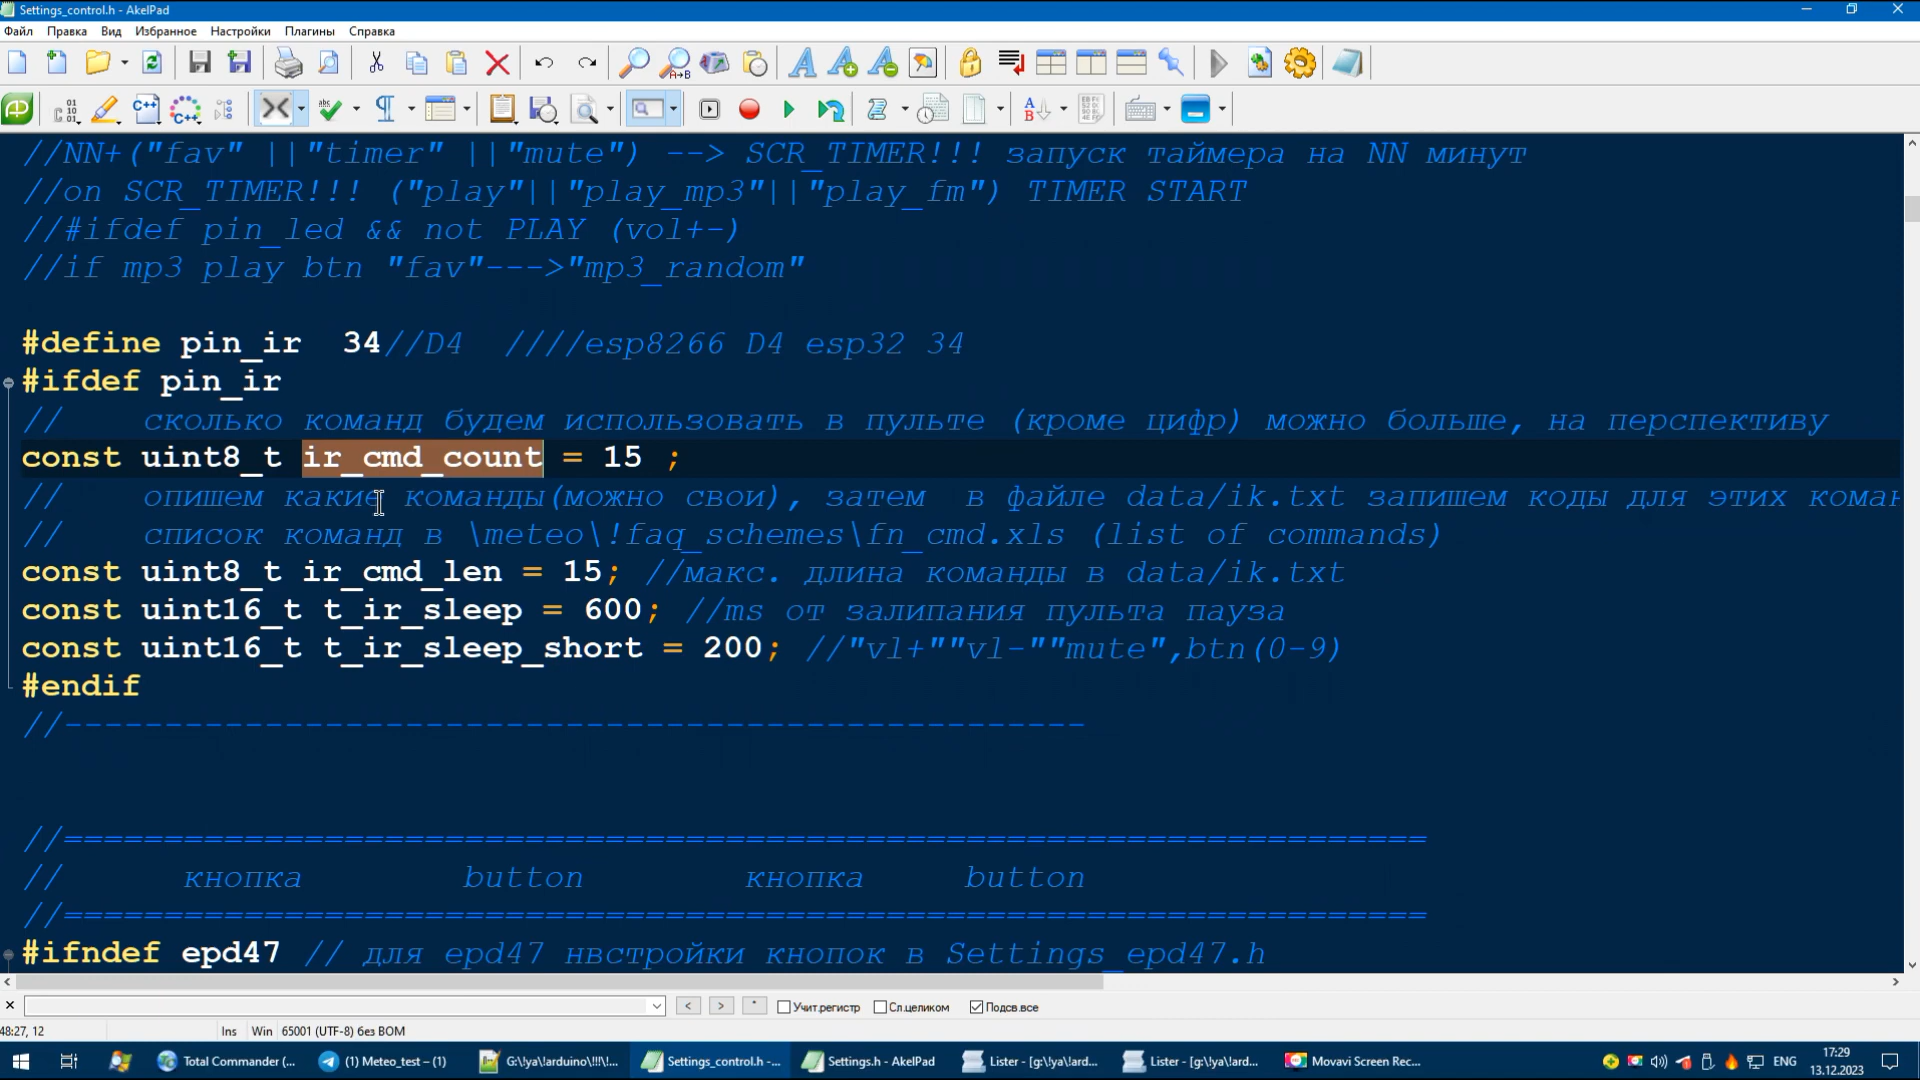 Settings_control.h - AkelPad
Файл Правка Вид Избранное Настройки Плагины Справка
//NN+("fav" ||"timer" ||"mute") --> SCR_TIMER!!! запуск таймера на NN минут
//on SCR_TIMER!!! ("play"||"play_mp3"||"play_fm") TIMER START
//#ifdef pin_led && not PLAY (vol+-)
//if mp3 play btn "fav"--->"mp3_random"
#define pin_ir  34//D4  ////esp8266 D4 esp32 34
#ifdef pin_ir
//    сколько команд будем использовать в пульте (кроме цифр) можно больше, на перспективу
const uint8_t ir_cmd_count = 15 ;
//    опишем какие команды(можно свои), затем  в файле data/ik.txt запишем коды для этих коман
//    список команд в \meteo\!faq_schemes\fn_cmd.xls (list of commands)
const uint8_t ir_cmd_len = 15; //макс. длина команды в data/ik.txt
const uint16_t t_ir_sleep = 600; //ms от залипания пульта пауза
const uint16_t t_ir_sleep_short = 200; //"vl+""vl-""mute",btn(0-9)
#endif
//---------------------------------------------------
//====================================================================
//      кнопка        button        кнопка     button
//====================================================================
#ifndef epd47 // для epd47 нвстройки кнопок в Settings_epd47.h
Учит.регистр Сл.целиком Подсв.все
48:27, 12 Ins Win 65001 (UTF-8) без BOM
Total Commander (... (1) Meteo_test – (1) G:\!ya\!arduino\!!!\!... Settings_control.h -... Settings.h - AkelPad Lister - [g:\!ya\!ard... Lister - [g:\!ya\!ard... Movavi Screen Rec... ENG 17:29
13.12.2023